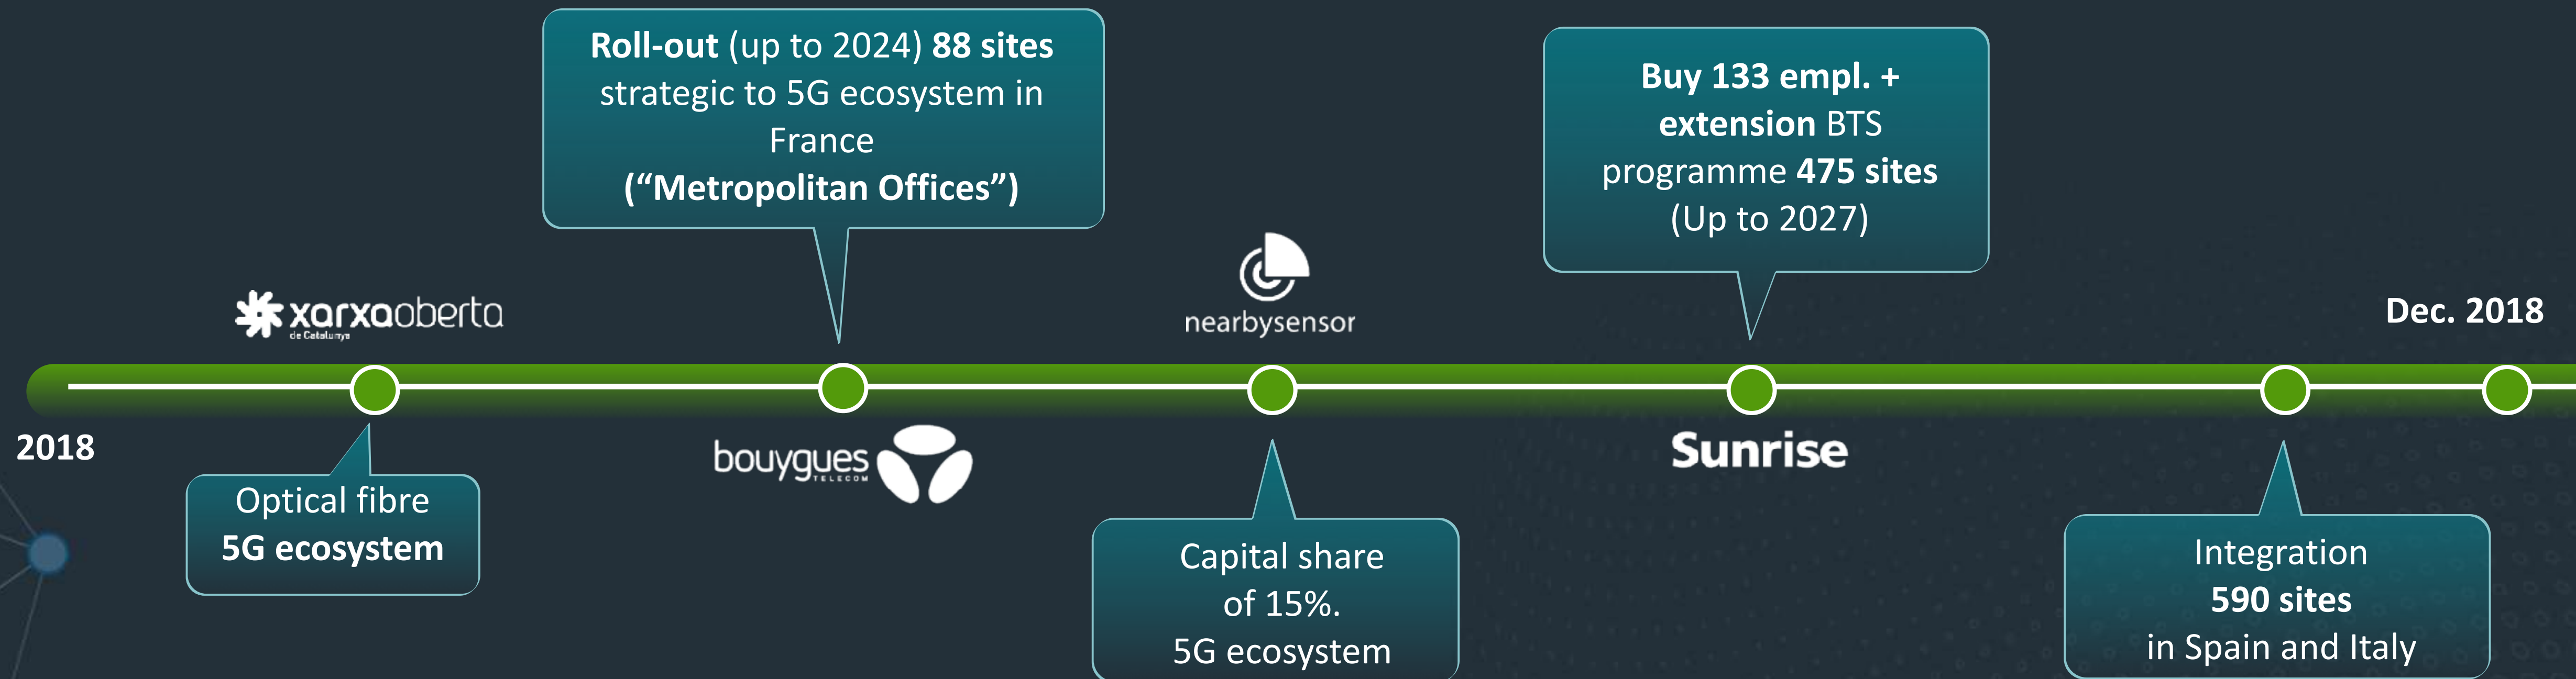 Roll-out (up to 2024) 88 sites
strategic to 5G ecosystem in
France
(“Metropolitan Offices”)
Buy 133 empl. +
extension BTS
programme 475 sites
(Up to 2027)
xarxaoberta
de Catalunya
nearbysensor
Dec. 2018
2018
bouygues
TELECOM
Sunrise
Optical fibre
5G ecosystem
Capital share
of 15%.
5G ecosystem
Integration
590 sites
in Spain and Italy